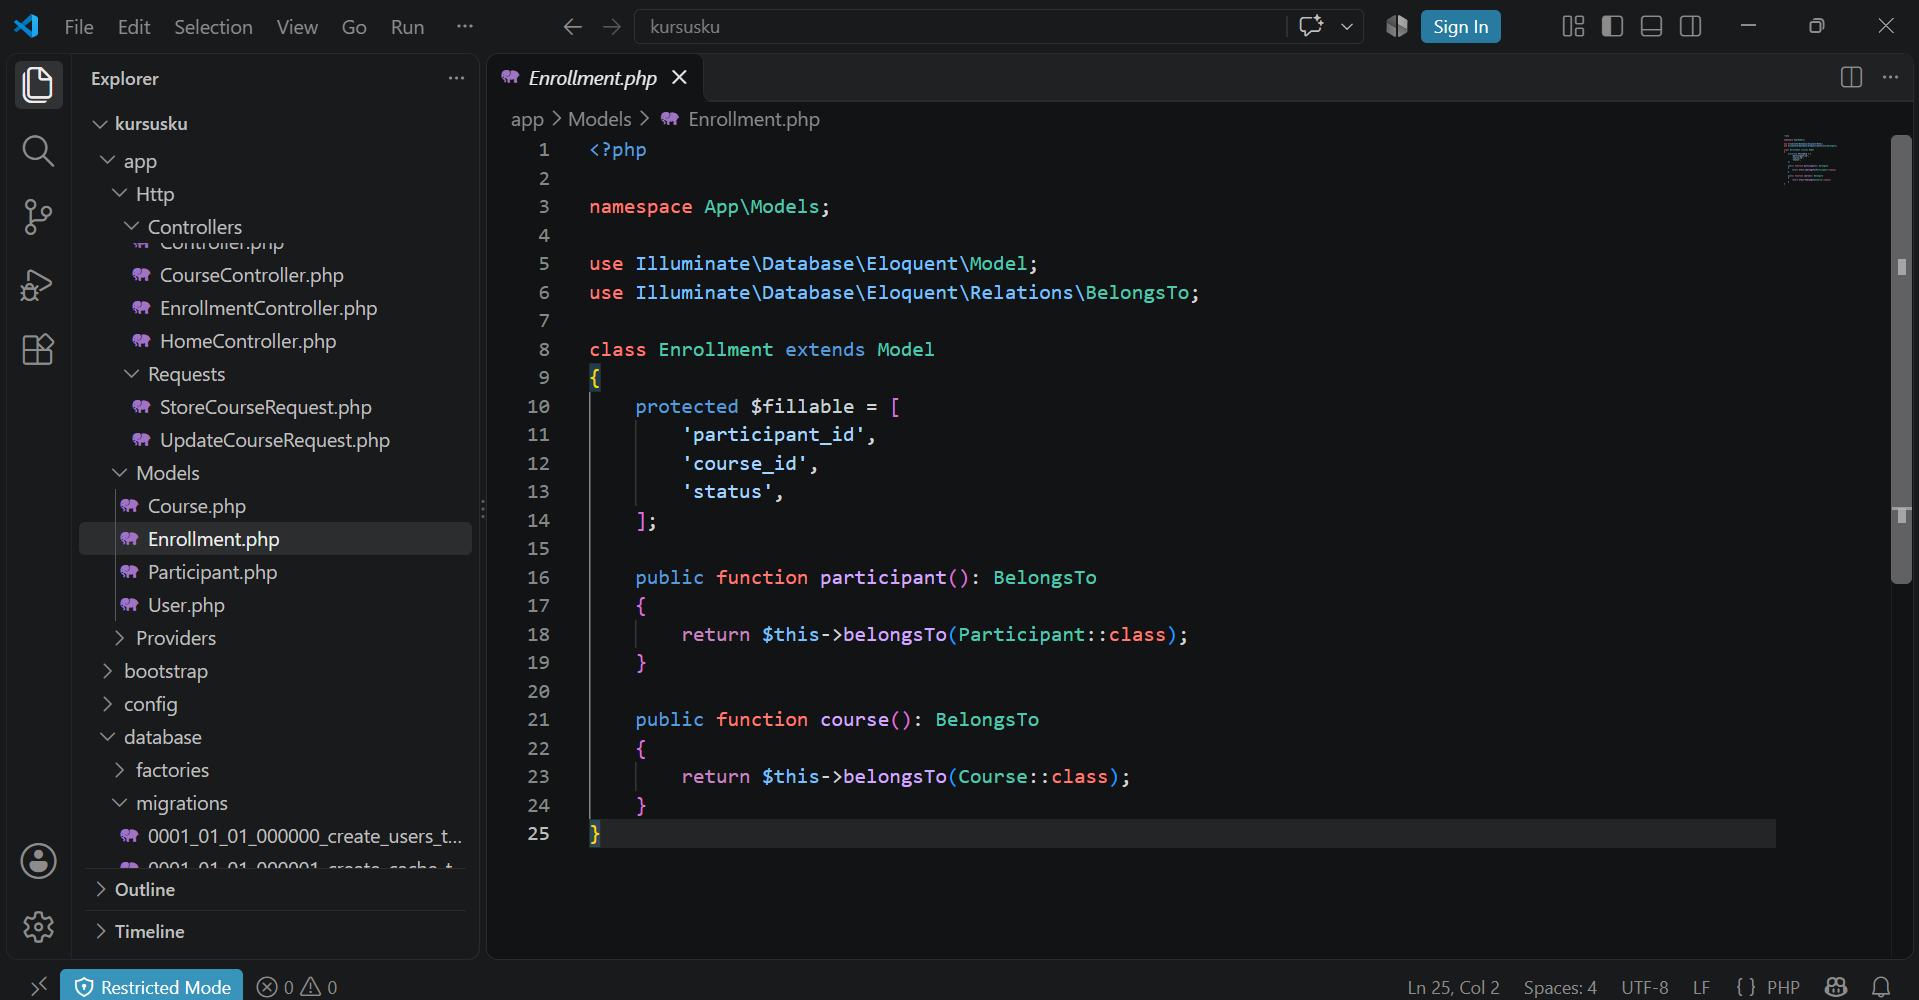 File Edit Selection View Go Run ··· kursusku Sign In
Explorer ···
kursusku
app
Http
Controllers
Controller.php
CourseController.php
EnrollmentController.php
HomeController.php
Requests
StoreCourseRequest.php
UpdateCourseRequest.php
Models
Course.php
Enrollment.php
Participant.php
User.php
Providers
bootstrap
config
database
factories
migrations
0001_01_01_000000_create_users_t...
0001_01_01_000001_create_cache_t...
Outline
Timeline
Enrollment.php
app > Models > Enrollment.php
1 <?php
2
3 namespace App\Models;
4
5 use Illuminate\Database\Eloquent\Model;
6 use Illuminate\Database\Eloquent\Relations\BelongsTo;
7
8 class Enrollment extends Model
9 {
10 protected $fillable = [
11 'participant_id',
12 'course_id',
13 'status',
14 ];
15
16 public function participant(): BelongsTo
17 {
18 return $this->belongsTo(Participant::class);
19 }
20
21 public function course(): BelongsTo
22 {
23 return $this->belongsTo(Course::class);
24 }
25 }
Restricted Mode 0 0 Ln 25, Col 2 Spaces: 4 UTF-8 LF { } PHP